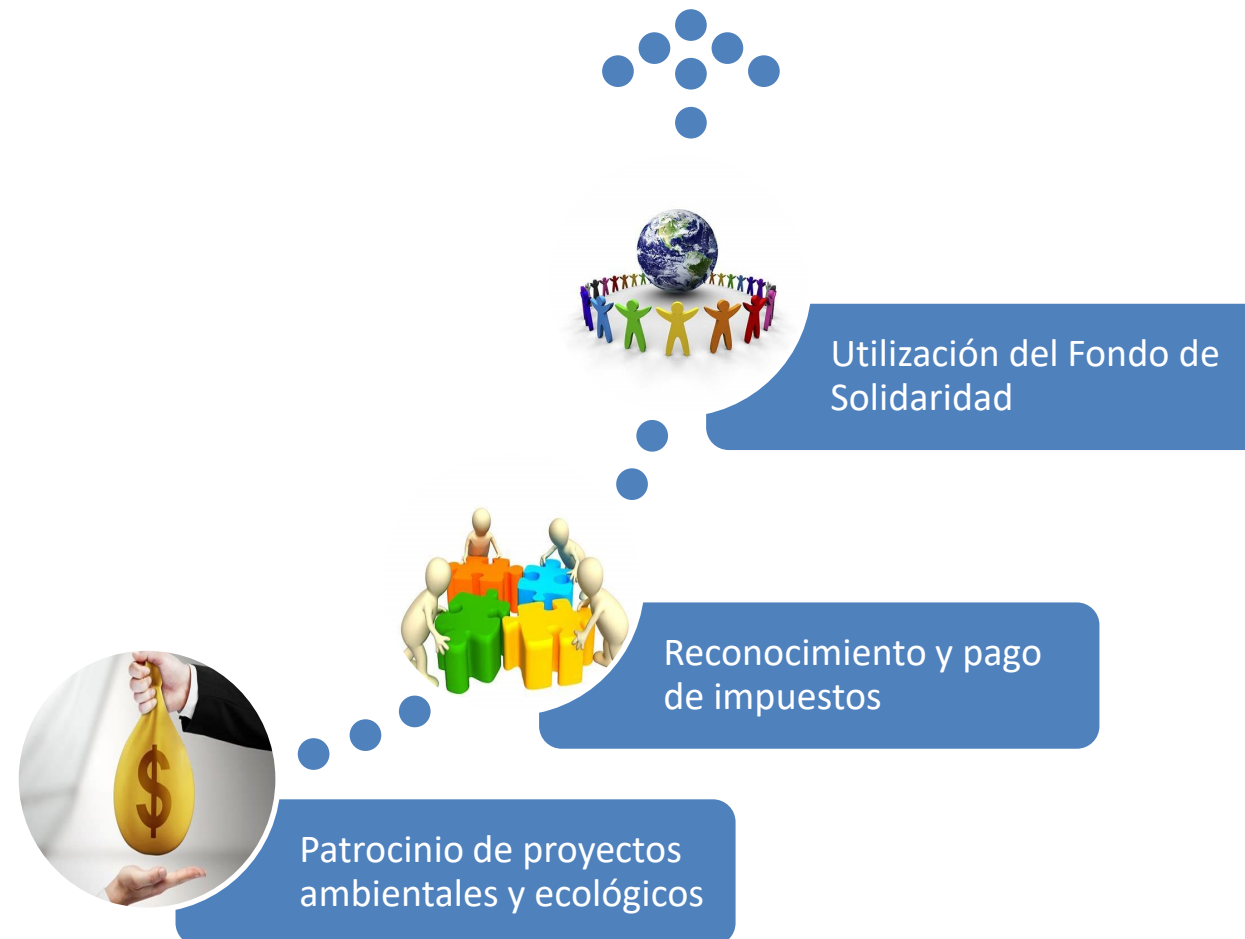 Utilización del Fondo de
Solidaridad
Reconocimiento y pago
de impuestos
$
Patrocinio de proyectos
ambientales y ecológicos